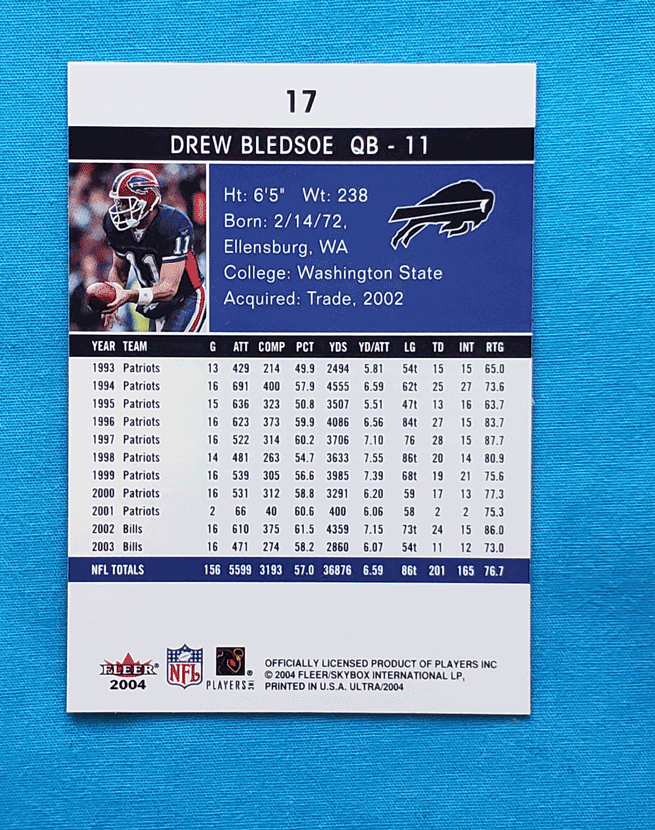 17
DREW BLEDSOE QB - 11
11
11
Ht: 6'5" Wt: 238
Born: 2/14/72,
Ellensburg, WA
College: Washington State
Acquired: Trade, 2002
YEAR TEAM G ATT COMP PCT YDS YD/ATT LG TD INT RTG
1993 Patriots 13 429 214 49.9 2494 5.81 54t 15 15 65.0
1994 Patriots 16 691 400 57.9 4555 6.59 62t 25 27 73.6
1995 Patriots 15 636 323 50.8 3507 5.51 47t 13 16 63.7
1996 Patriots 16 623 373 59.9 4086 6.56 84t 27 15 83.7
1997 Patriots 16 522 314 60.2 3706 7.10 76 28 15 87.7
1998 Patriots 14 481 263 54.7 3633 7.55 86t 20 14 80.9
1999 Patriots 16 539 305 56.6 3985 7.39 68t 19 21 75.6
2000 Patriots 16 531 312 58.8 3291 6.20 59 17 13 77.3
2001 Patriots 2 66 40 60.6 400 6.06 58 2 2 75.3
2002 Bills 16 610 375 61.5 4359 7.15 73t 24 15 86.0
2003 Bills 16 471 274 58.2 2860 6.07 54t 11 12 73.0
NFL TOTALS 156 5599 3193 57.0 36876 6.59 86t 201 165 76.7
FLEER
2004
NFL
PLAYERS INC
OFFICIALLY LICENSED PRODUCT OF PLAYERS INC
© 2004 FLEER/SKYBOX INTERNATIONAL LP,
PRINTED IN U.S.A. ULTRA/2004